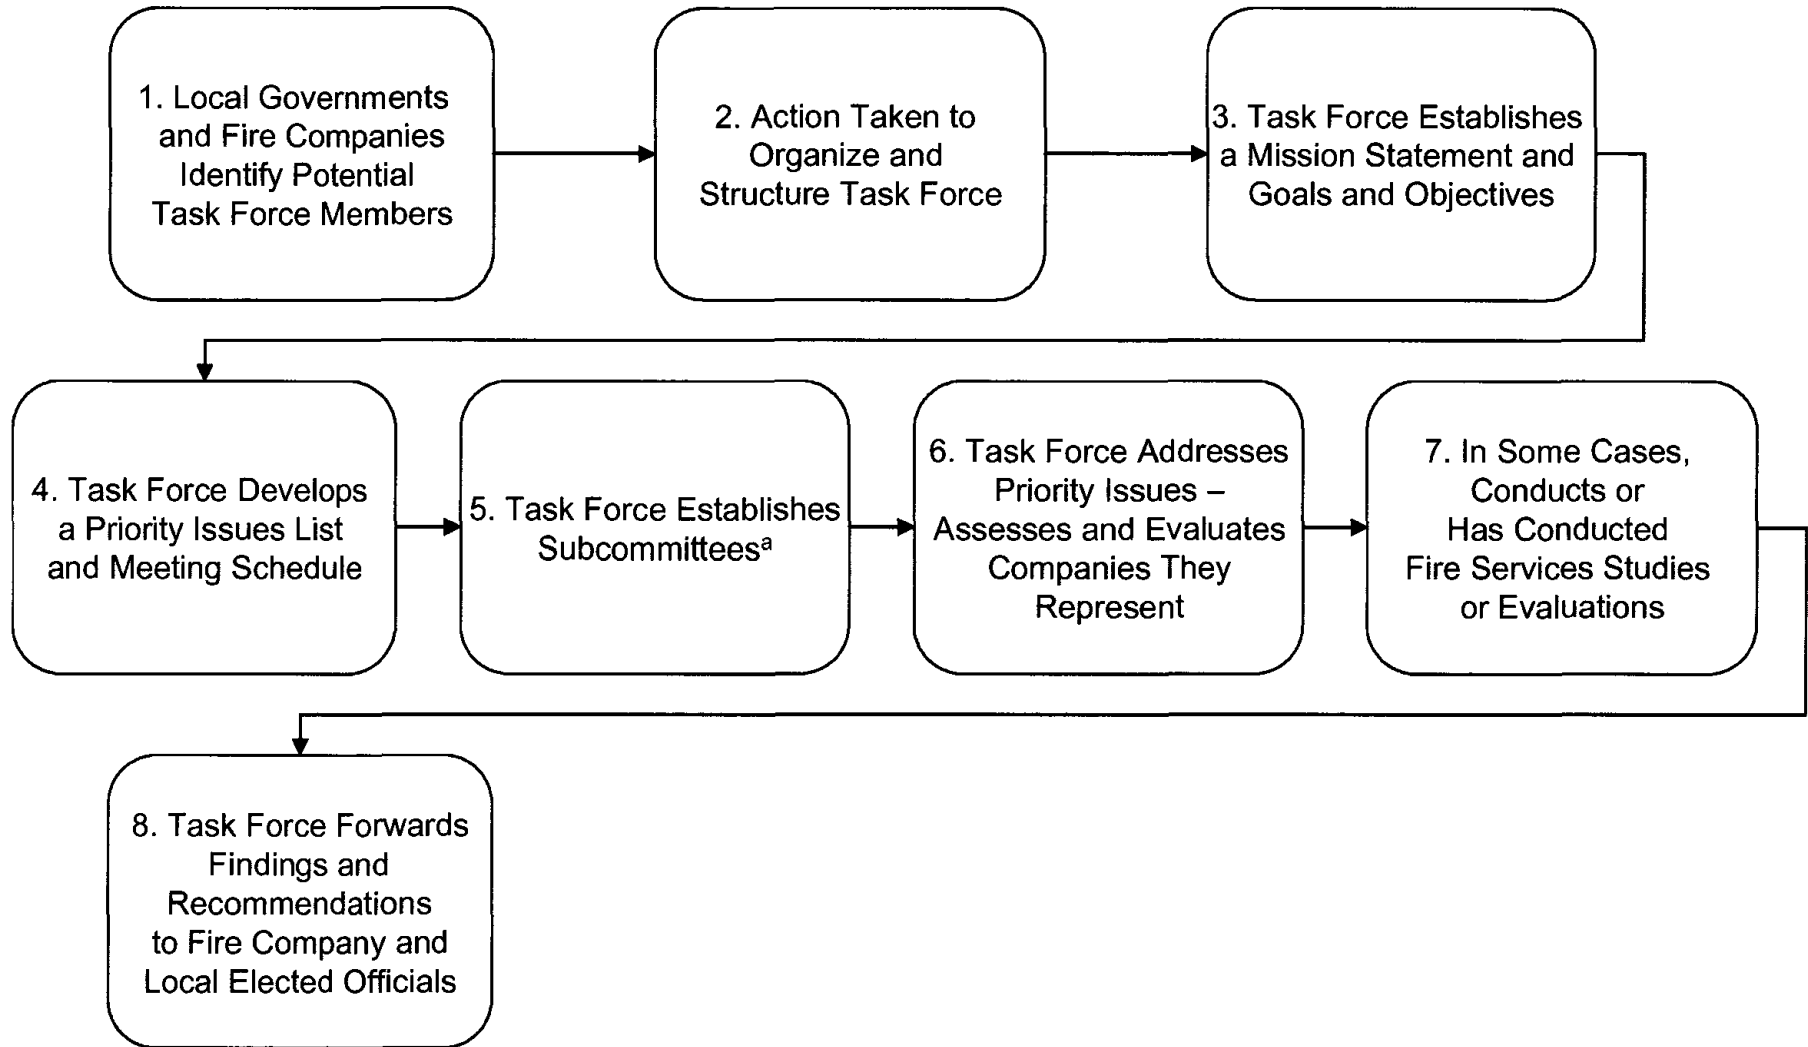 1. Local Governments
and Fire Companies
Identify Potential
Task Force Members
2. Action Taken to
Organize and
Structure Task Force
3. Task Force Establishes
a Mission Statement and
Goals and Objectives
4. Task Force Develops
a Priority Issues List
and Meeting Schedule
5. Task Force Establishes
Subcommitteesᵃ
6. Task Force Addresses
Priority Issues –
Assesses and Evaluates
Companies They
Represent
7. In Some Cases,
Conducts or
Has Conducted
Fire Services Studies
or Evaluations
8. Task Force Forwards
Findings and
Recommendations
to Fire Company and
Local Elected Officials